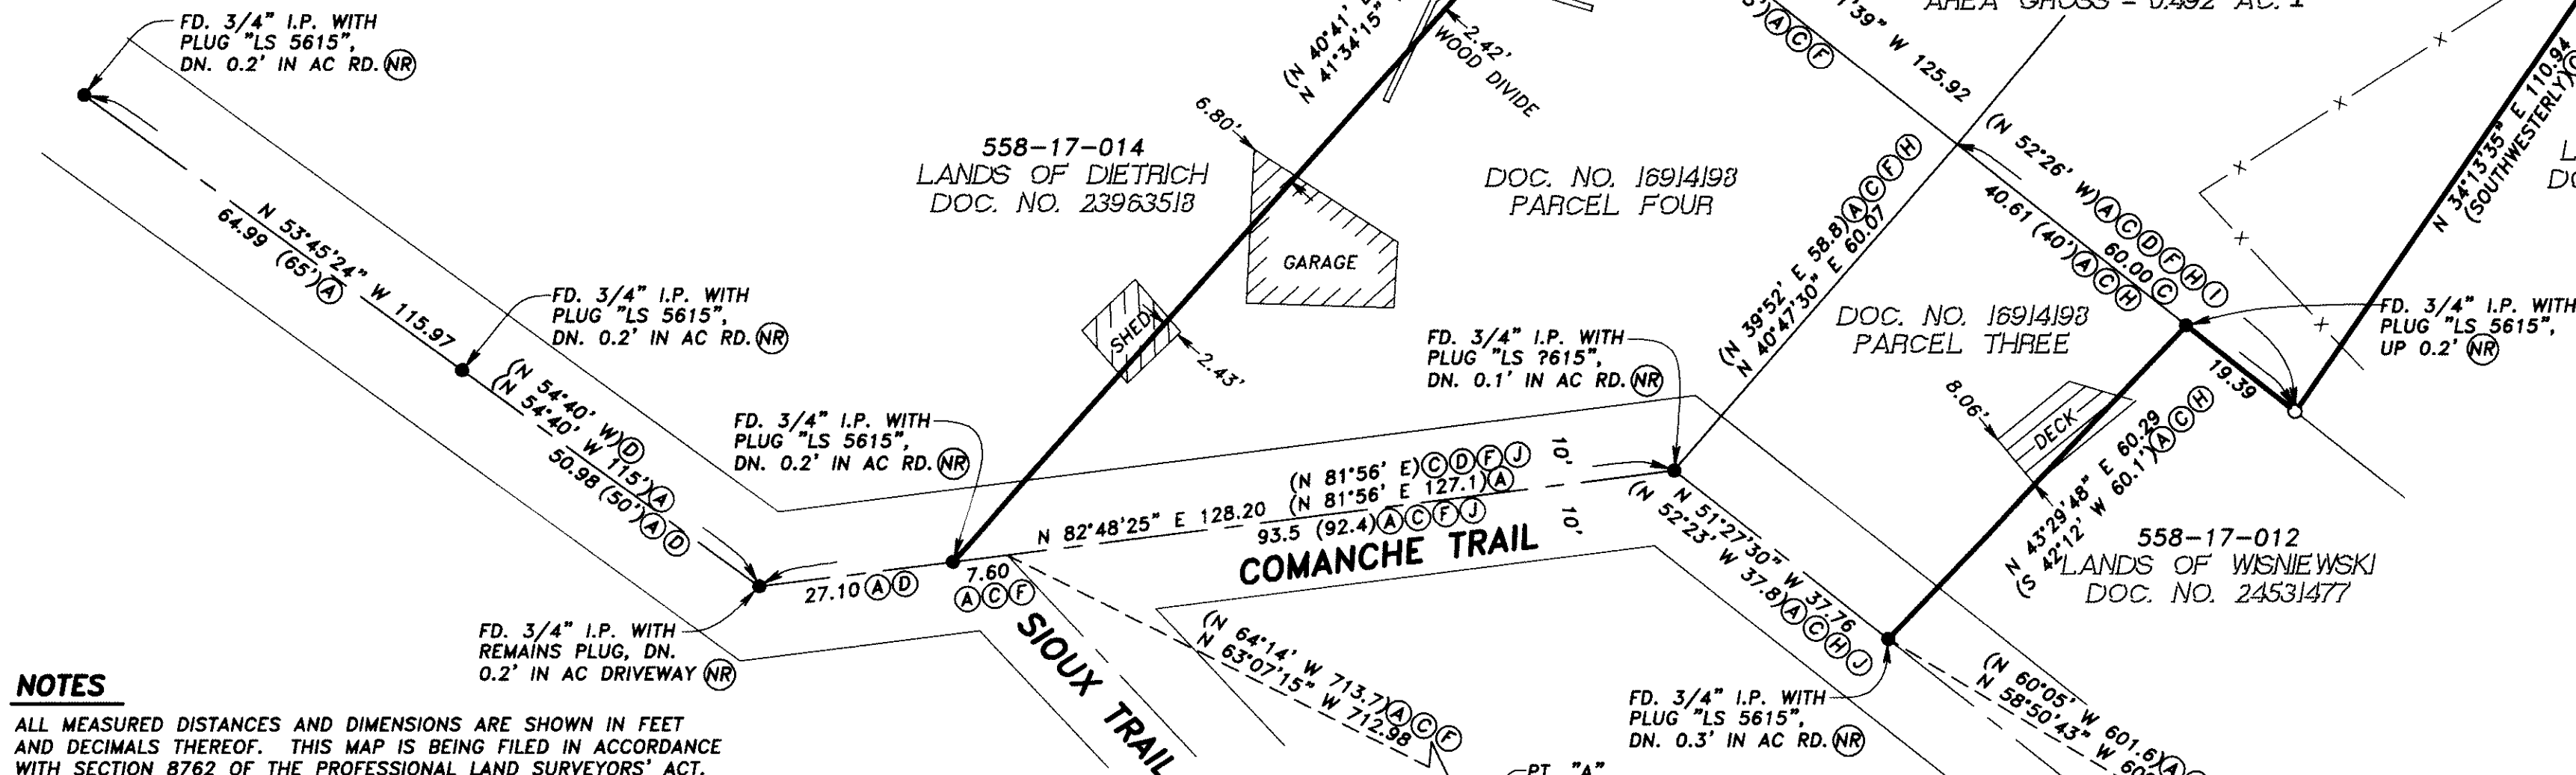 FD. 3/4" I.P. WITH
PLUG "LS 5615",
DN. 0.2' IN AC RD. NR
N 53°45'24" W 115.97
64.99 (65') A
FD. 3/4" I.P. WITH
PLUG "LS 5615",
DN. 0.2' IN AC RD. NR
(N 54°40' W) D
(N 54°40' W 115') A
50.98 (50') A D
FD. 3/4" I.P. WITH
PLUG "LS 5615",
DN. 0.2' IN AC RD. NR
27.10 A D
7.60
A C F
FD. 3/4" I.P. WITH
REMAINS PLUG, DN.
0.2' IN AC DRIVEWAY NR
NOTES
ALL MEASURED DISTANCES AND DIMENSIONS ARE SHOWN IN FEET
AND DECIMALS THEREOF. THIS MAP IS BEING FILED IN ACCORDANCE
WITH SECTION 8762 OF THE PROFESSIONAL LAND SURVEYORS' ACT.
(N 40°41'
N 41°34'15"
2.42'
WOOD DIVIDE
6.80'
558-17-014
LANDS OF DIETRICH
DOC. NO. 23963518
GARAGE
SHED
2.43'
DOC. NO. 16914198
PARCEL FOUR
AREA GROSS = 0.492 AC.±
A C F
39" W 125.92
(N 52°26' W) A C D F H I
60.00 C
40.61 (40') A C H
(N 39°52' E 58.8) A C F H
N 40°47'30" E 60.07
DOC. NO. 16914198
PARCEL THREE
N 34°13'35" E 110.94
(SOUTHWESTERLY)
FD. 3/4" I.P. WITH
PLUG "LS 5615",
UP 0.2' NR
19.39
8.06'
DECK
N 43°29'48" E 60.29
(S 42°12' W 60.1') A C H
558-17-012
LANDS OF WISNIEWSKI
DOC. NO. 24531477
FD. 3/4" I.P. WITH
PLUG "LS ?615",
DN. 0.1' IN AC RD. NR
(N 81°56' E) C D F J
(N 81°56' E 127.1) A
N 82°48'25" E 128.20
93.5 (92.4) A C F J
10'
10'
COMANCHE TRAIL
SIOUX TRAIL
N 51°27'30" W 37.76
(N 52°23' W 37.8) A C H J
(N 64°14' W 713.7) A C F
N 63°07'15" W 712.98
FD. 3/4" I.P. WITH
PLUG "LS 5615",
DN. 0.3' IN AC RD. NR
(N 60°05' W 601.6) A
N 58°50'43" W
PT. "A"